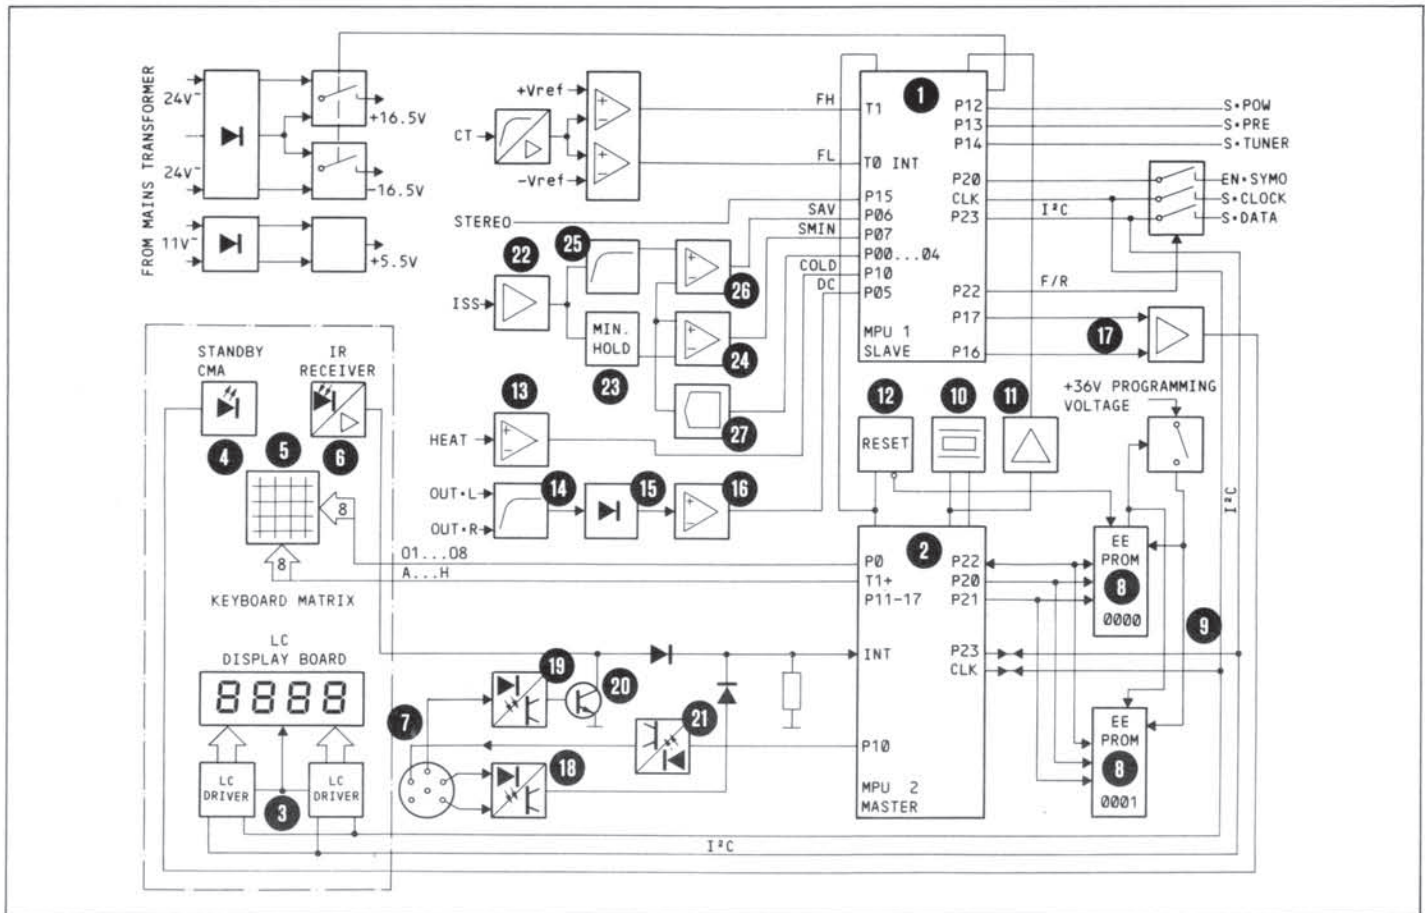 FROM MAINS TRANSFORMER
24V~
24V~
11V~
+16.5V
-16.5V
+5.5V
+Vref
CT
-Vref
FH
FL
STEREO
SAV
SMIN
COLD
DC
ISS
22
25
MIN.
HOLD
23
26
24
27
1
T1
T0 INT
P15
P06
P07
P00...04
P10
P05
MPU 1
SLAVE
P12
P13
P14
P20
CLK
P23
P22
P17
P16
S•POW
S•PRE
S•TUNER
EN•SYMO
S•CLOCK
S•DATA
I²C
F/R
17
+36V PROGRAMMING
VOLTAGE
STANDBY
CMA
IR
RECEIVER
4
5
6
8
8
KEYBOARD MATRIX
LC
DISPLAY BOARD
8888
LC
DRIVER
3
LC
DRIVER
HEAT
13
OUT•L
OUT•R
14
15
16
O1...O8
A...H
12
RESET
10
11
2
P0
T1+
P11-17
INT
P10
MPU 2
MASTER
P22
P20
P21
P23
CLK
EE
PROM
8
0000
9
I²C
EE
PROM
8
0001
7
19
20
21
18
I²C